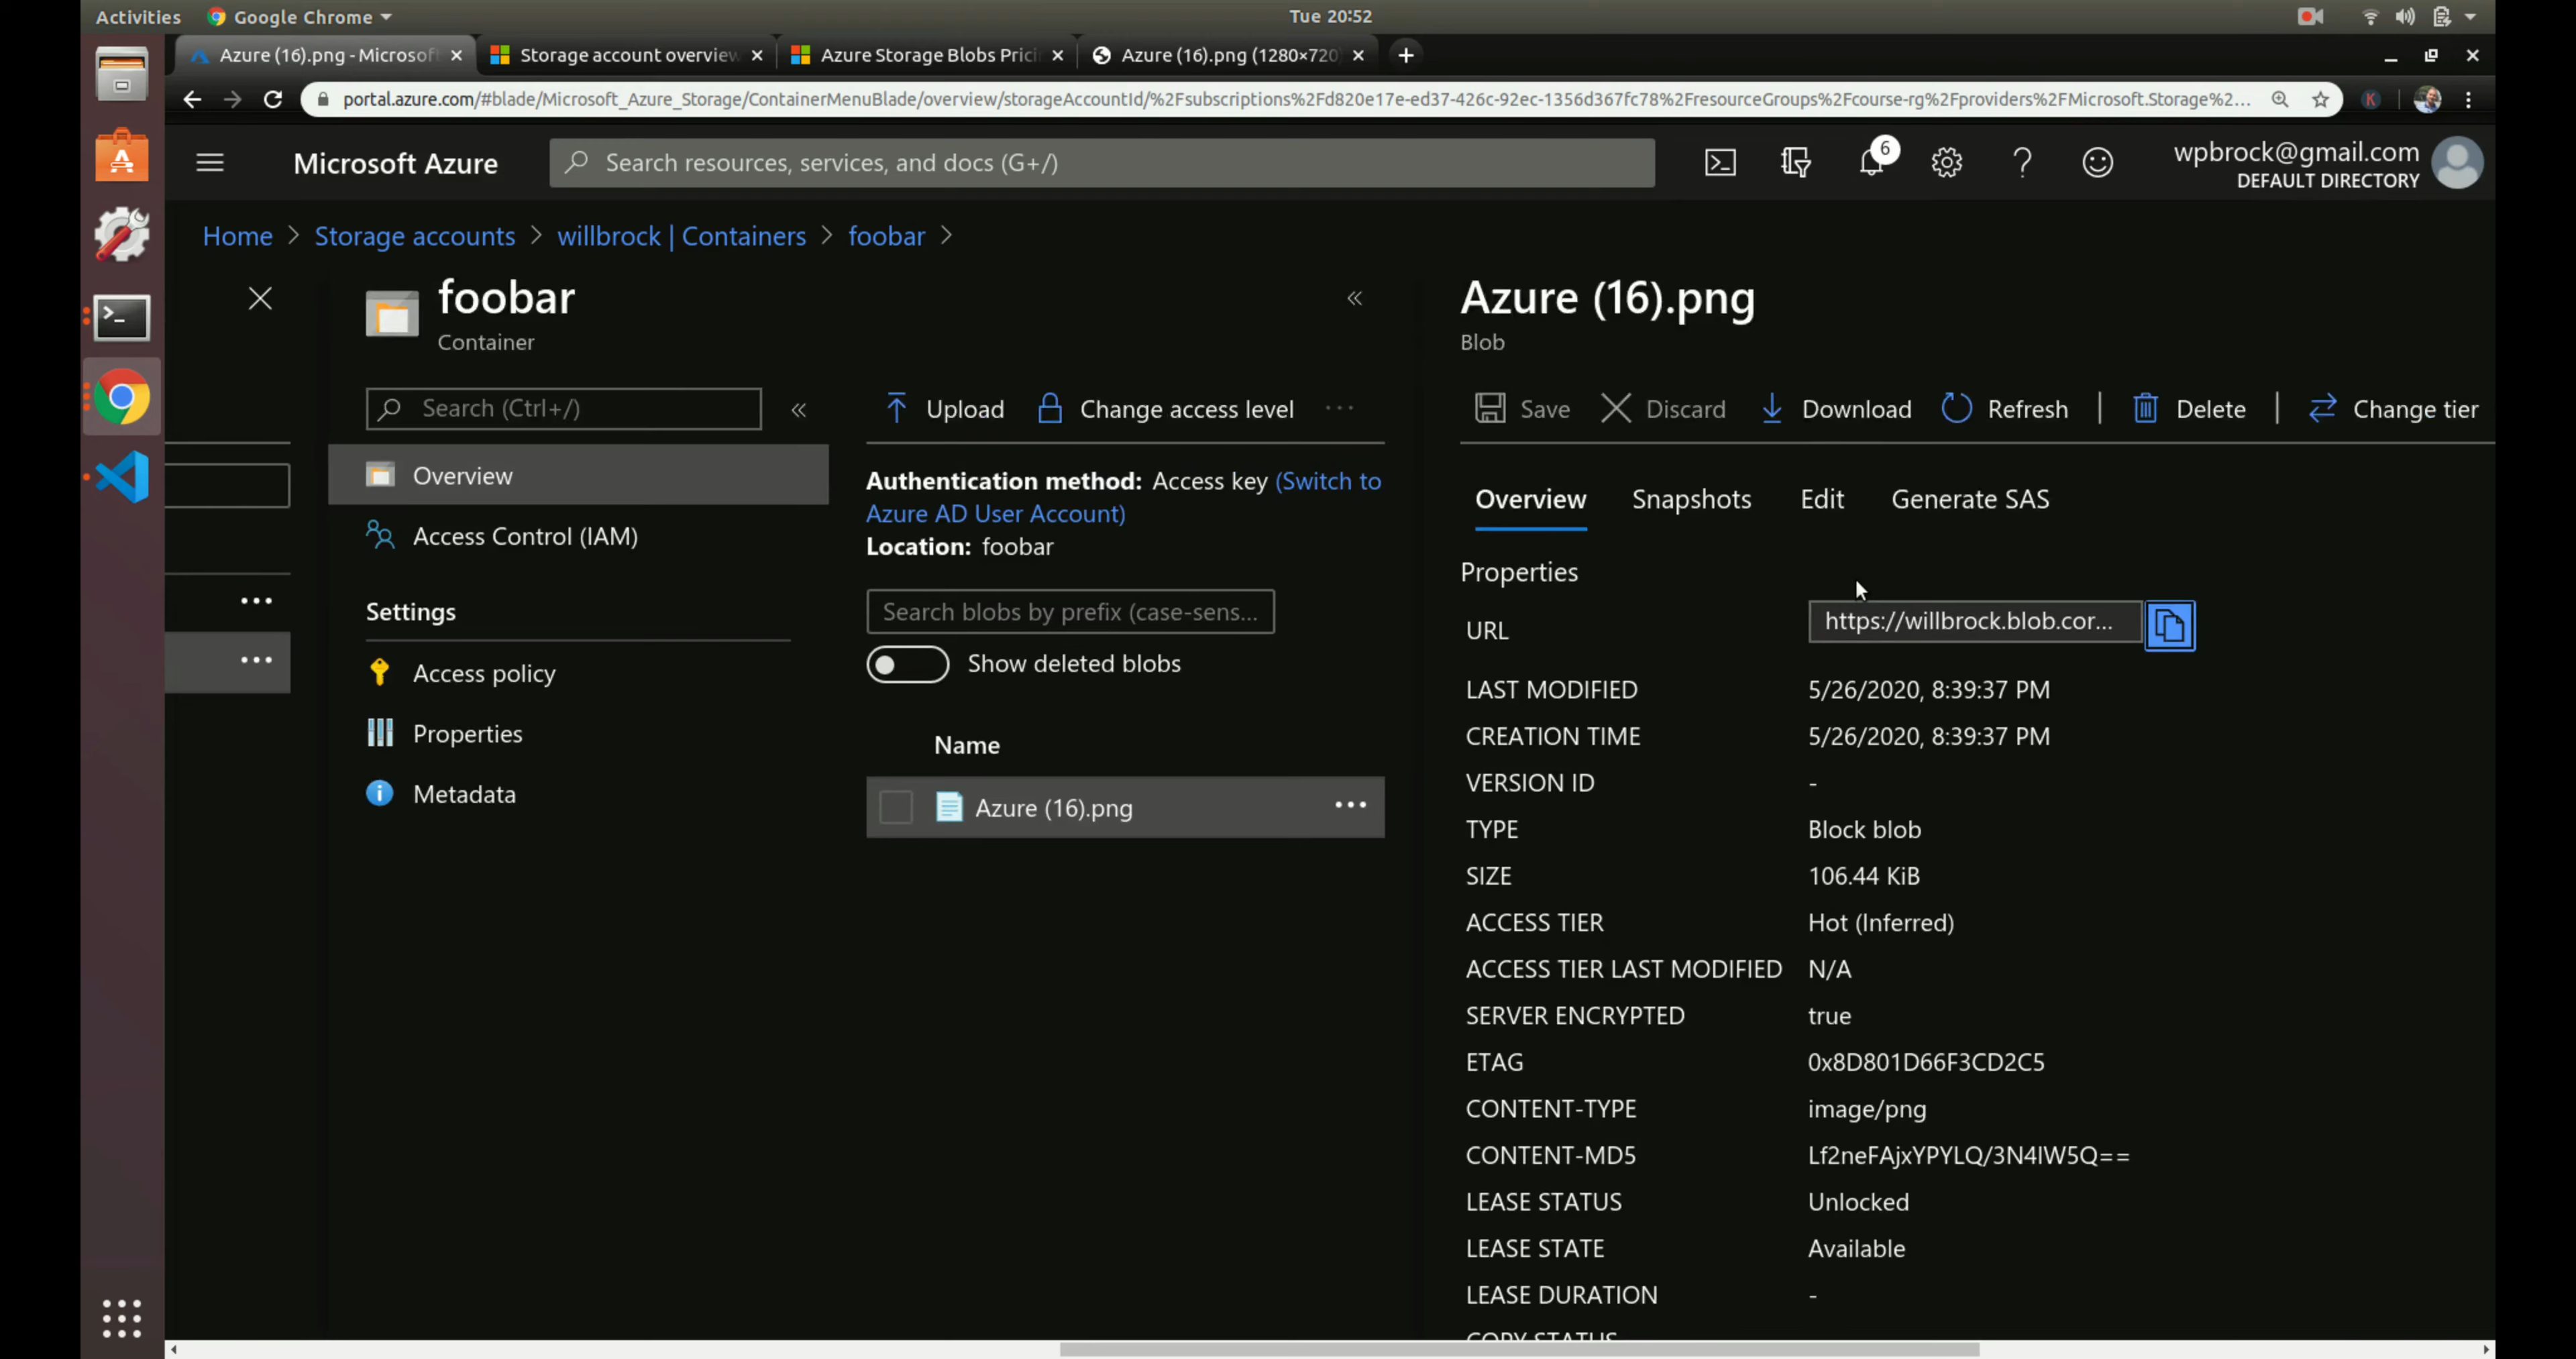 Activities
Google Chrome
Tue 20:52
Azure (16).png - Microsoft
Storage account overview
Azure Storage Blobs Prici
Azure (16).png (1280×720)
portal.azure.com/#blade/Microsoft_Azure_Storage/ContainerMenuBlade/overview/storageAccountId/%2Fsubscriptions%2Fd820e17e-ed37-426c-92ec-1356d367fc78%2FresourceGroups%2Fcourse-rg%2Fproviders%2FMicrosoft.Storage%2...
K
Microsoft Azure
Search resources, services, and docs (G+/)
6
wpbrock@gmail.com
DEFAULT DIRECTORY
Home > Storage accounts > willbrock | Containers > foobar >
foobar
Container
Search (Ctrl+/)
Overview
Access Control (IAM)
Settings
Access policy
Properties
Metadata
Upload
Change access level
Authentication method: Access key (Switch to
Azure AD User Account)
Location: foobar
Search blobs by prefix (case-sens...
Show deleted blobs
Name
Azure (16).png
Azure (16).png
Blob
Save
Discard
Download
Refresh
Delete
Change tier
Overview
Snapshots
Edit
Generate SAS
Properties
URL https://willbrock.blob.cor...
LAST MODIFIED 5/26/2020, 8:39:37 PM
CREATION TIME 5/26/2020, 8:39:37 PM
VERSION ID -
TYPE Block blob
SIZE 106.44 KiB
ACCESS TIER Hot (Inferred)
ACCESS TIER LAST MODIFIED N/A
SERVER ENCRYPTED true
ETAG 0x8D801D66F3CD2C5
CONTENT-TYPE image/png
CONTENT-MD5 Lf2neFAjxYPYLQ/3N4IW5Q==
LEASE STATUS Unlocked
LEASE STATE Available
LEASE DURATION -
COPY STATUS